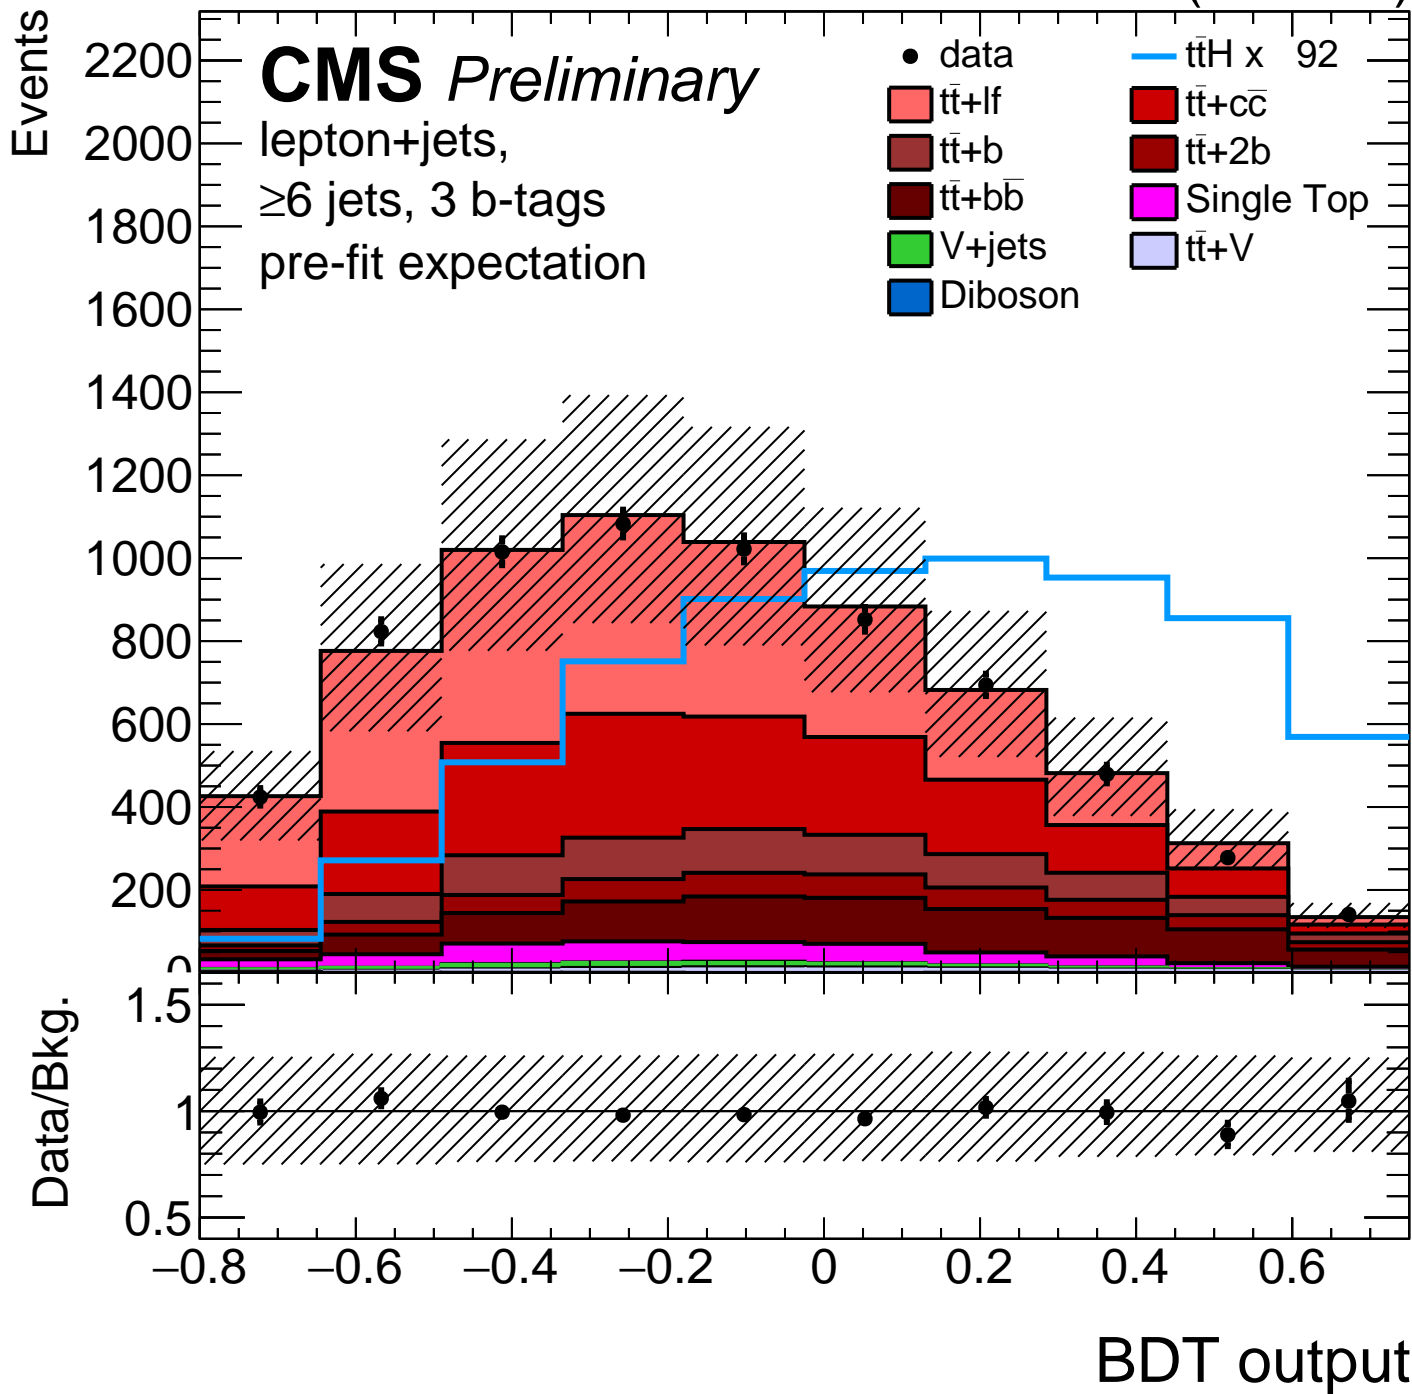 CMS Preliminary
lepton+jets,
≥6 jets, 3 b-tags
pre-fit expectation
data
tt̄H x 92
tt̄+lf
tt̄+cc̄
tt̄+b
tt̄+2b
tt̄+bb̄
Single Top
V+jets
tt̄+V
Diboson
Events
2200
2000
1800
1600
1400
1200
1000
800
600
400
200
0
Data/Bkg.
1.5
1
0.5
−0.8 −0.6 −0.4 −0.2 0 0.2 0.4 0.6
BDT output